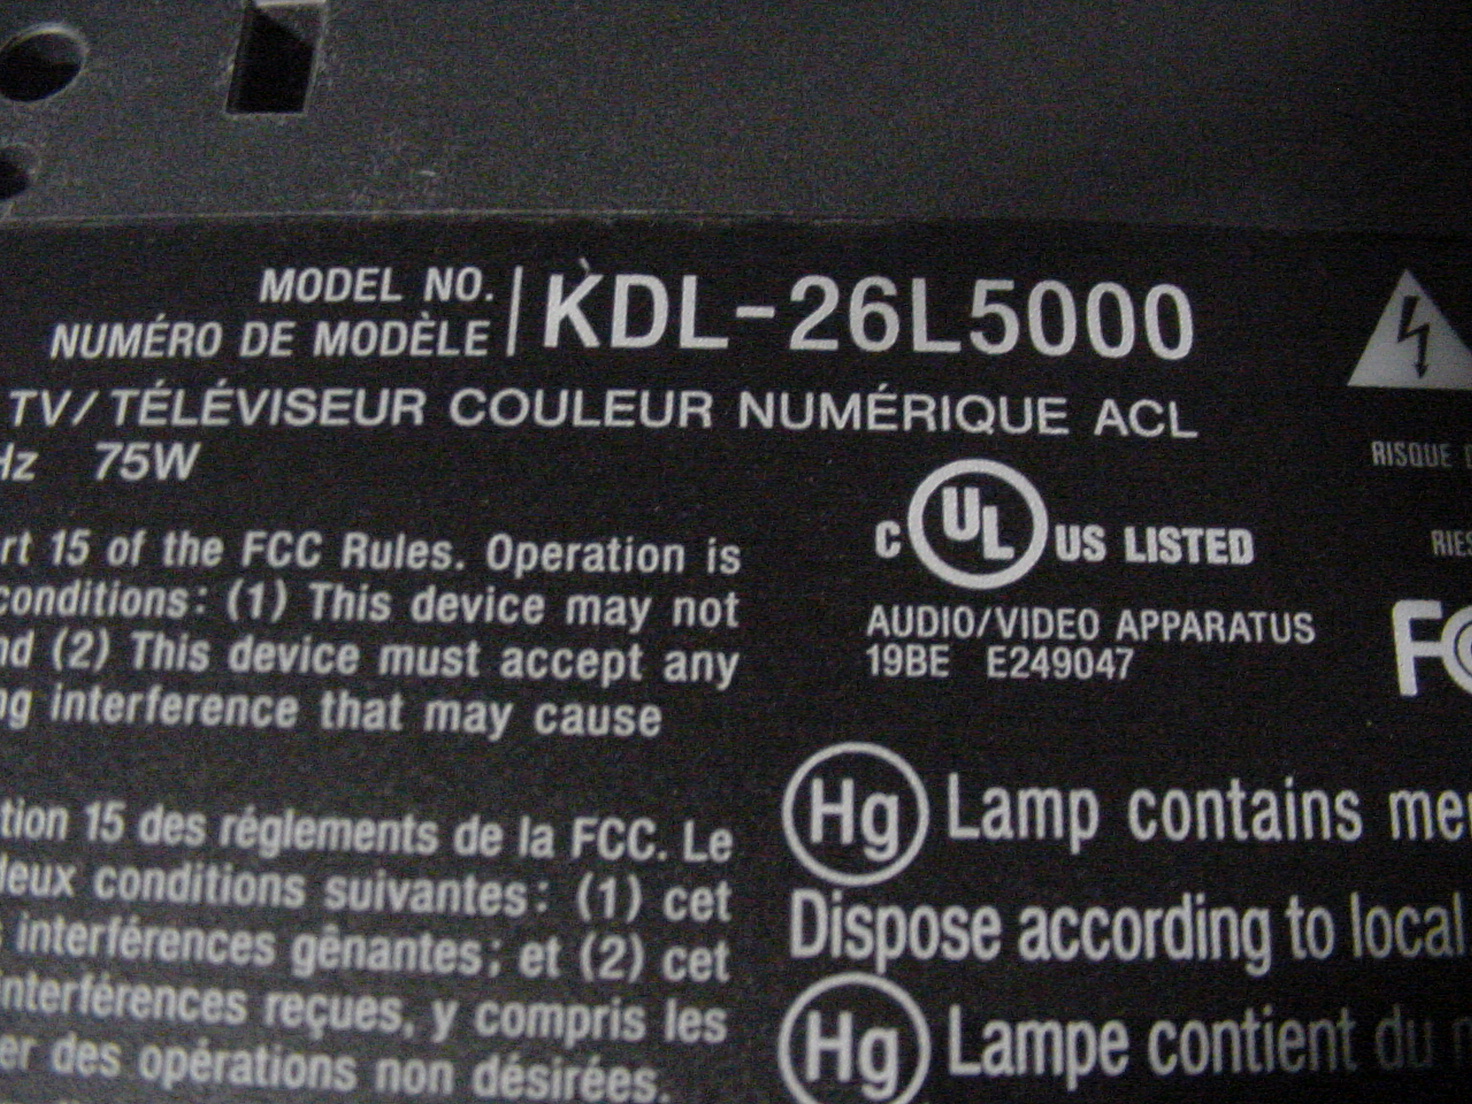 MODEL NO.
NUMÉRO DE MODÈLE
KDL-26L5000
TV/TÉLÉVISEUR COULEUR NUMÉRIQUE ACL
Hz 75W
RISQUE
C UL US LISTED
AUDIO/VIDEO APPARATUS
19BE E249047
rt 15 of the FCC Rules. Operation is
conditions: (1) This device may not
nd (2) This device must accept any
ng interference that may cause
Hg Lamp contains
Dispose according to local
Hg Lampe contient du
tion 15 des réglements de la FCC. Le
deux conditions suivantes: (1) cet
interférences gênantes; et (2) cet
interférences reçues, y compris les
er des opérations non désirées.